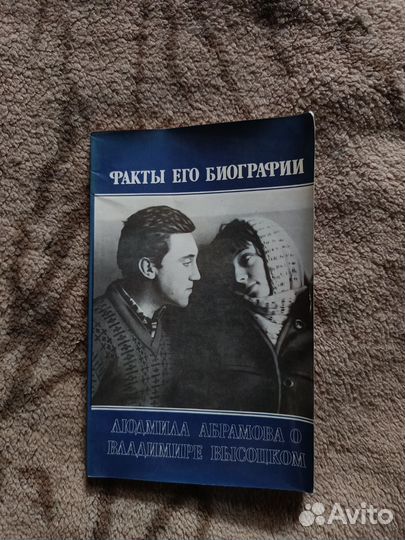 ФАКТЫ ЕГО БИОГРАФИИ
ЛЮДМИЛА АБРАМОВА О
ВЛАДИМИРЕ ВЫСОЦКОМ
Avito